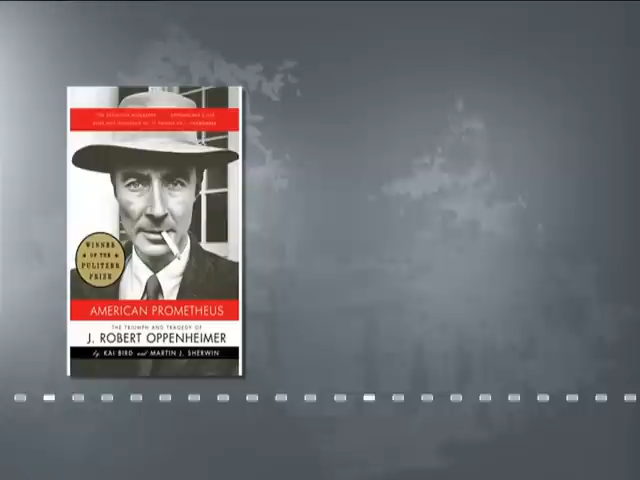 WINNER
OF THE
PULITZER
PRIZE
AMERICAN PROMETHEUS
THE TRIUMPH AND TRAGEDY OF
J. ROBERT OPPENHEIMER
by KAI BIRD and MARTIN J. SHERWIN